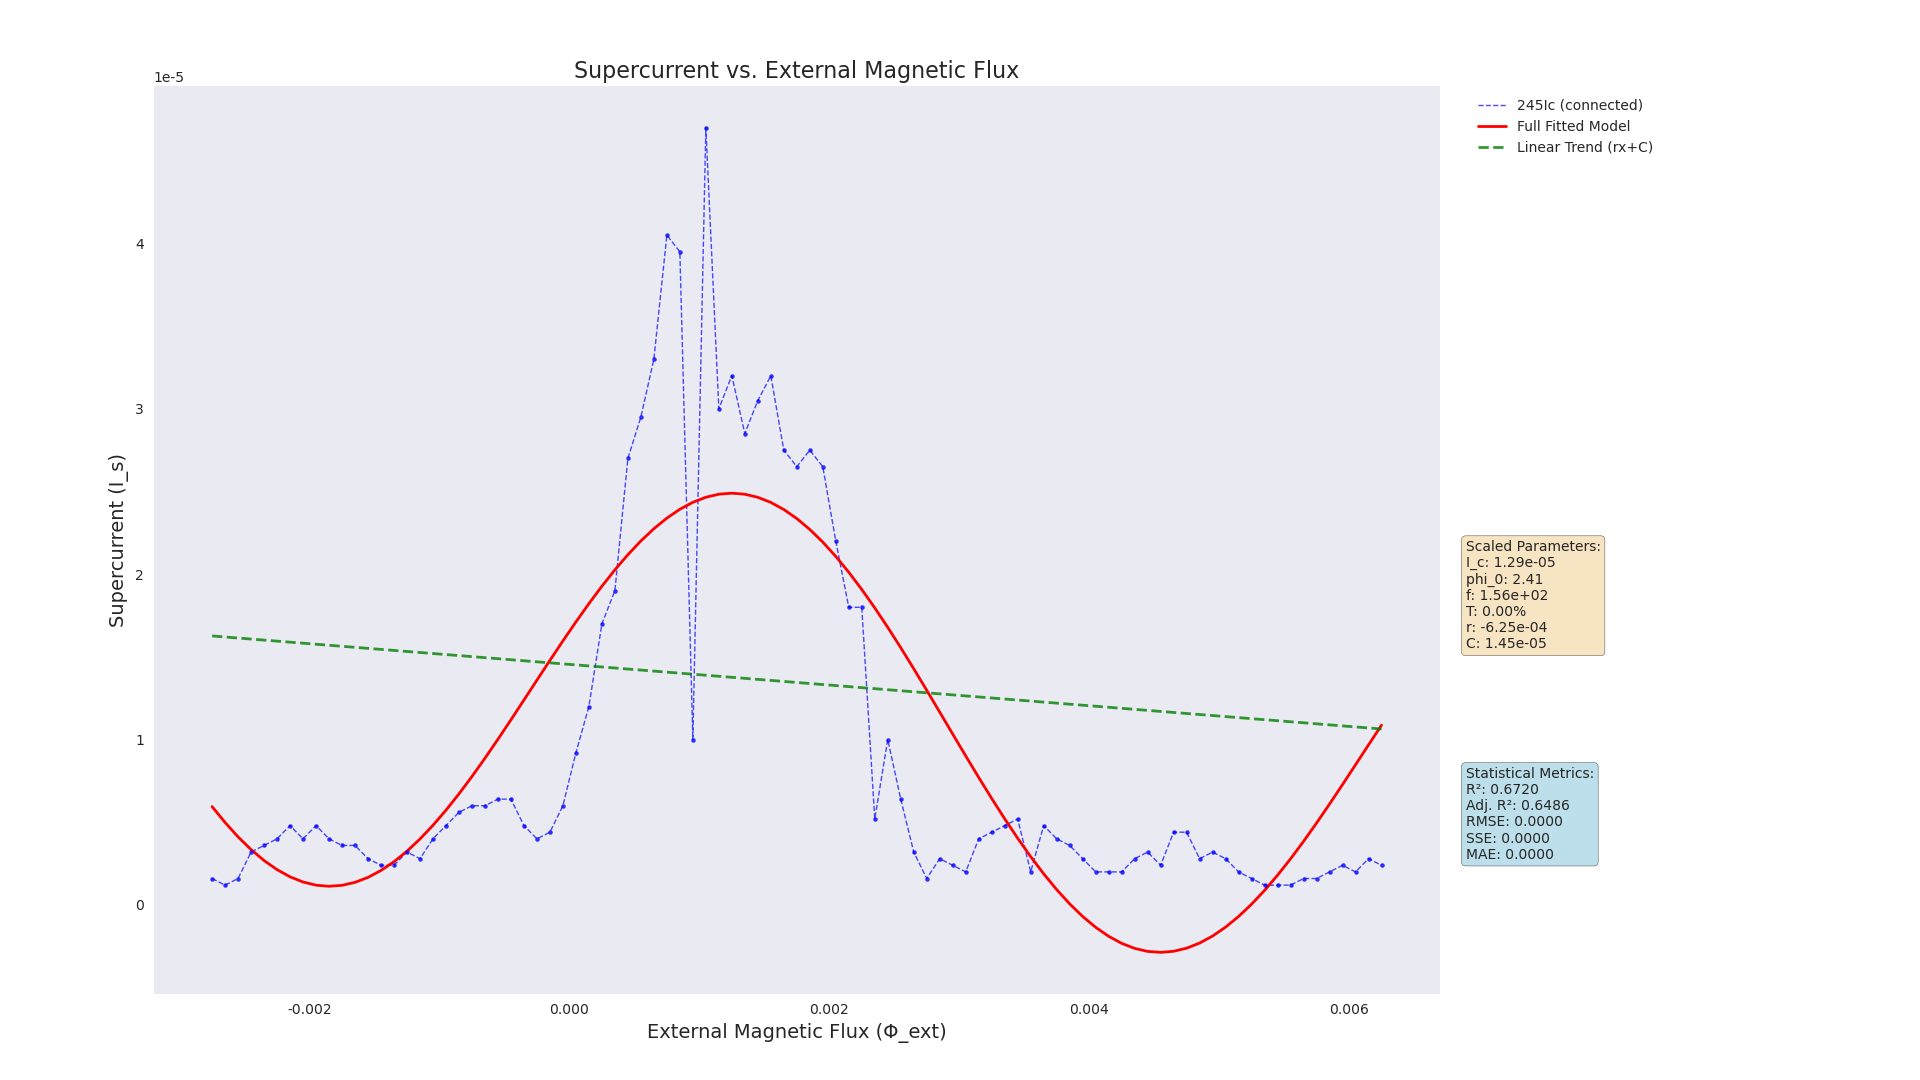 Supercurrent vs. External Magnetic Flux
1e-5
4
3
2
1
0
Supercurrent (I_s)
-0.002
0.000
0.002
0.004
0.006
External Magnetic Flux (Φ_ext)
245Ic (connected)
Full Fitted Model
Linear Trend (rx+C)
Scaled Parameters:
I_c: 1.29e-05
phi_0: 2.41
f: 1.56e+02
T: 0.00%
r: -6.25e-04
C: 1.45e-05
Statistical Metrics:
R²: 0.6720
Adj. R²: 0.6486
RMSE: 0.0000
SSE: 0.0000
MAE: 0.0000